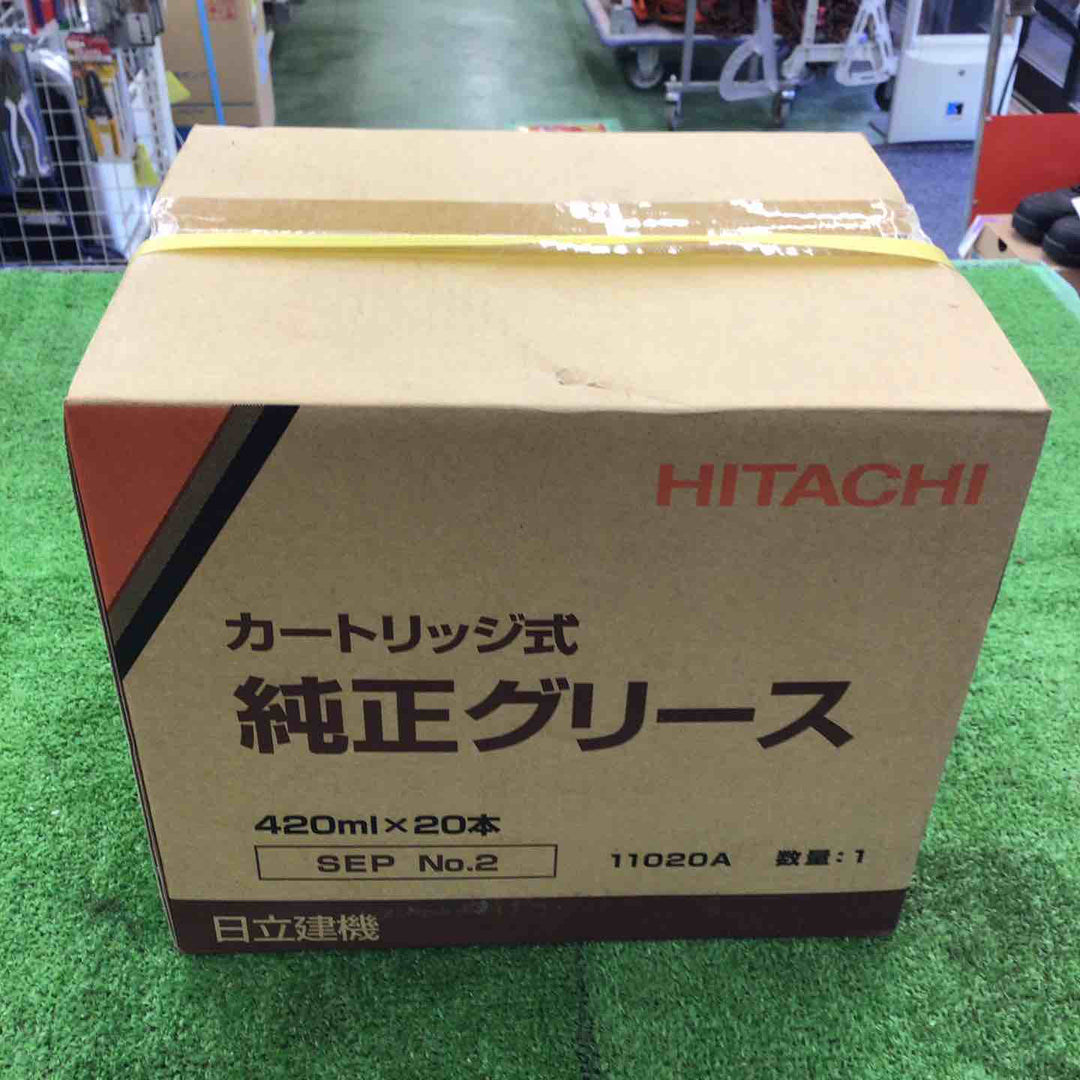 HITACHI
カートリッジ式
純正グリース
420ml×20本
SEP No.2
11020A 数量:1
日立建機